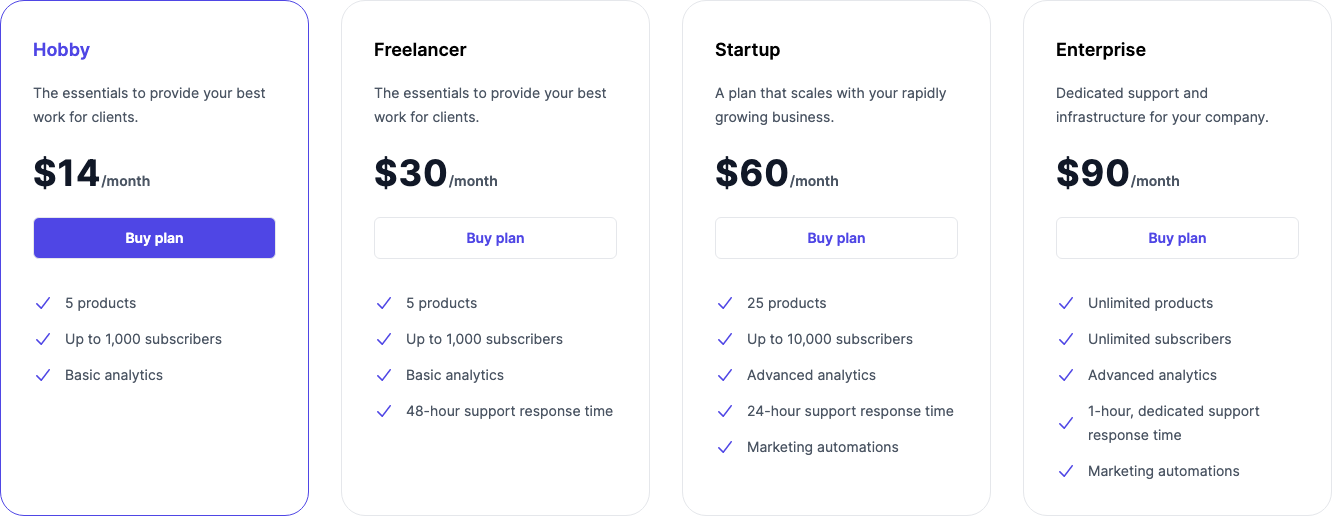 Hobby
The essentials to provide your best
work for clients.
$14/month
Buy plan
5 products
Up to 1,000 subscribers
Basic analytics
Freelancer
The essentials to provide your best
work for clients.
$30/month
Buy plan
5 products
Up to 1,000 subscribers
Basic analytics
48-hour support response time
Startup
A plan that scales with your rapidly
growing business.
$60/month
Buy plan
25 products
Up to 10,000 subscribers
Advanced analytics
24-hour support response time
Marketing automations
Enterprise
Dedicated support and
infrastructure for your company.
$90/month
Buy plan
Unlimited products
Unlimited subscribers
Advanced analytics
1-hour, dedicated support
response time
Marketing automations